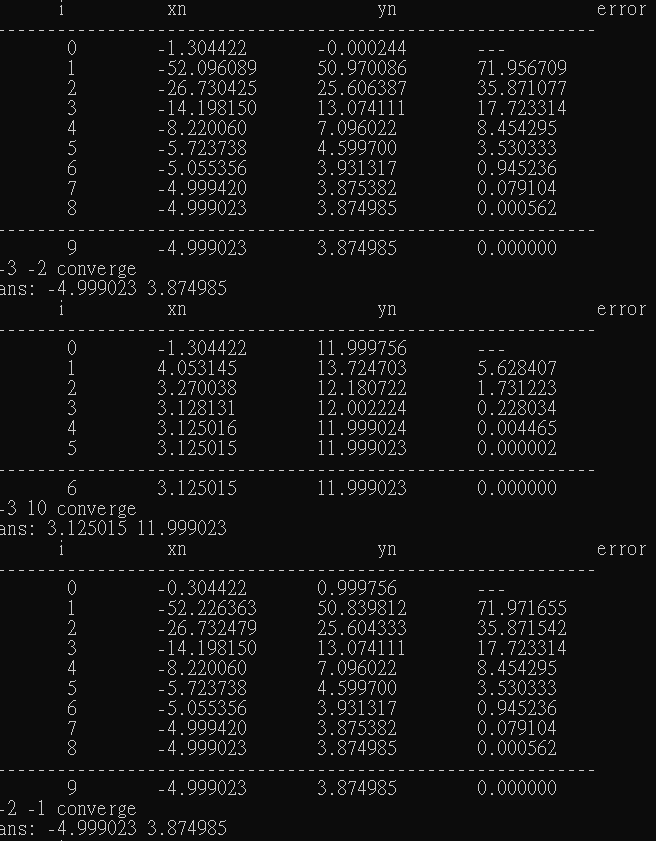 i xn yn error
---------------------------------------------------------------
0 -1.304422 -0.000244 ---
1 -52.096089 50.970086 71.956709
2 -26.730425 25.606387 35.871077
3 -14.198150 13.074111 17.723314
4 -8.220060 7.096022 8.454295
5 -5.723738 4.599700 3.530333
6 -5.055356 3.931317 0.945236
7 -4.999420 3.875382 0.079104
8 -4.999023 3.874985 0.000562
---------------------------------------------------------------
9 -4.999023 3.874985 0.000000
-3 -2 converge
ans: -4.999023 3.874985
i xn yn error
---------------------------------------------------------------
0 -1.304422 11.999756 ---
1 4.053145 13.724703 5.628407
2 3.270038 12.180722 1.731223
3 3.128131 12.002224 0.228034
4 3.125016 11.999024 0.004465
5 3.125015 11.999023 0.000002
---------------------------------------------------------------
6 3.125015 11.999023 0.000000
-3 10 converge
ans: 3.125015 11.999023
i xn yn error
---------------------------------------------------------------
0 -0.304422 0.999756 ---
1 -52.226363 50.839812 71.971655
2 -26.732479 25.604333 35.871542
3 -14.198150 13.074111 17.723314
4 -8.220060 7.096022 8.454295
5 -5.723738 4.599700 3.530333
6 -5.055356 3.931317 0.945236
7 -4.999420 3.875382 0.079104
8 -4.999023 3.874985 0.000562
---------------------------------------------------------------
9 -4.999023 3.874985 0.000000
-2 -1 converge
ans: -4.999023 3.874985